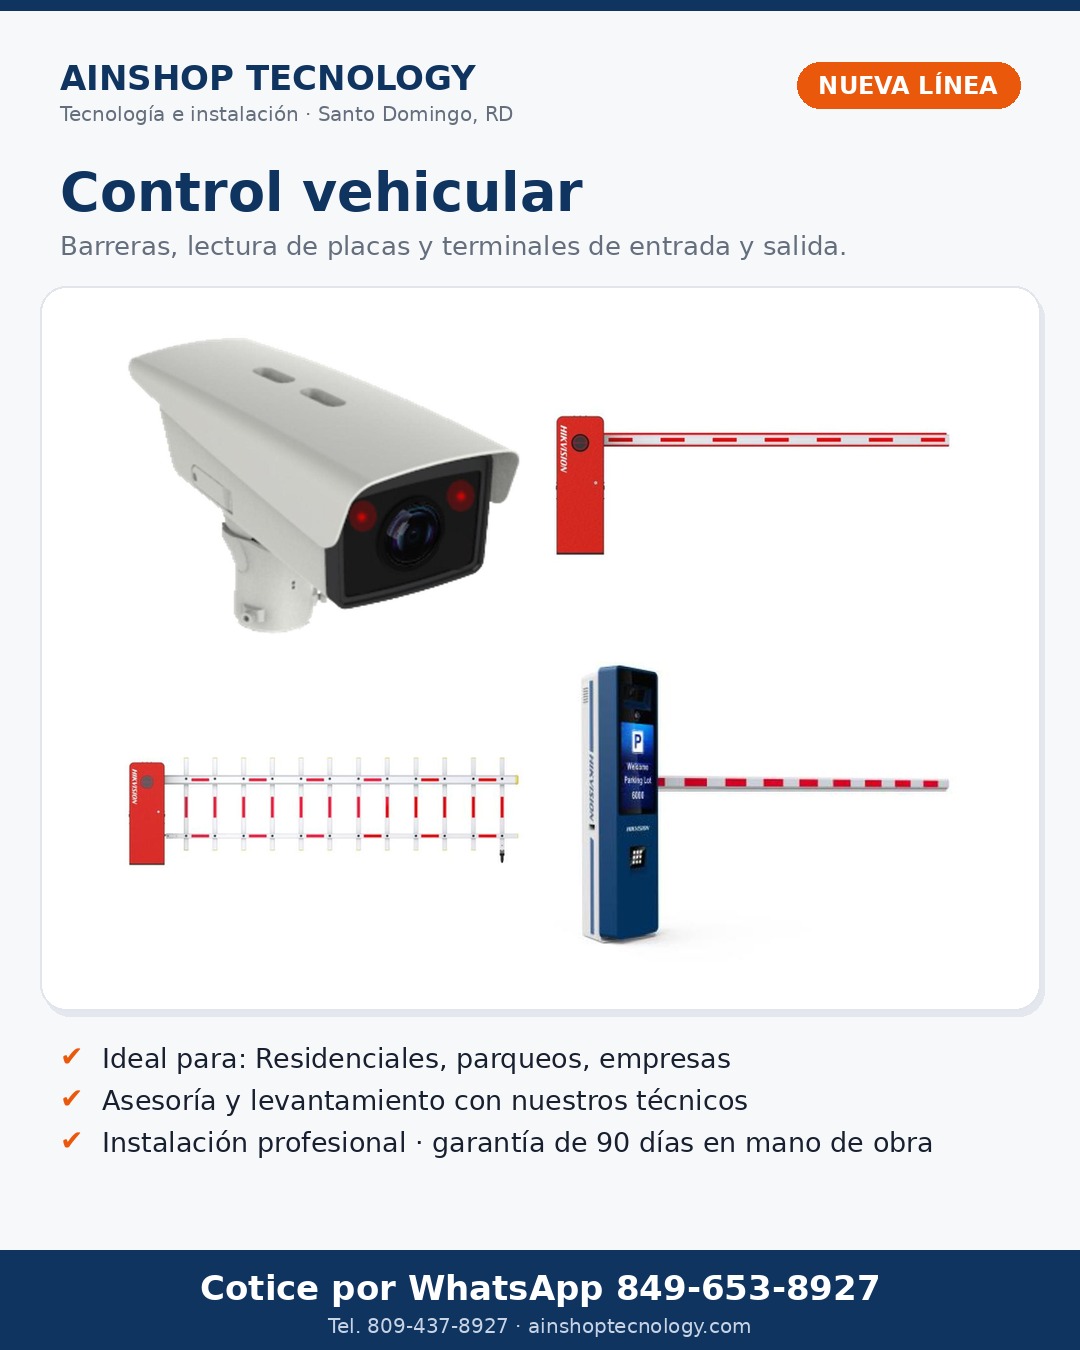 AINSHOP TECNOLOGY
Tecnología e instalación · Santo Domingo, RD
NUEVA LÍNEA
Control vehicular
Barreras, lectura de placas y terminales de entrada y salida.
HIKVISION
HIKVISION
HIKVISION
P
Welcome
Parking Lot
6000
HIKVISION
✔ Ideal para: Residenciales, parqueos, empresas
✔ Asesoría y levantamiento con nuestros técnicos
✔ Instalación profesional · garantía de 90 días en mano de obra
Cotice por WhatsApp 849-653-8927
Tel. 809-437-8927 · ainshoptecnology.com